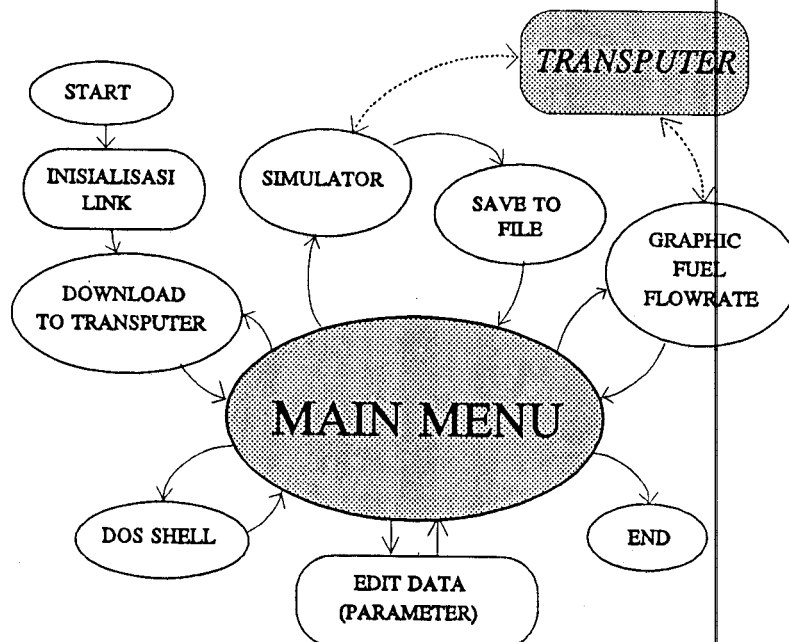 TRANSPUTER
START
INISIALISASI
LINK
SIMULATOR
SAVE TO
FILE
GRAPHIC
FUEL
FLOWRATE
DOWNLOAD
TO TRANSPUTER
MAIN MENU
DOS SHELL
END
EDIT DATA
(PARAMETER)